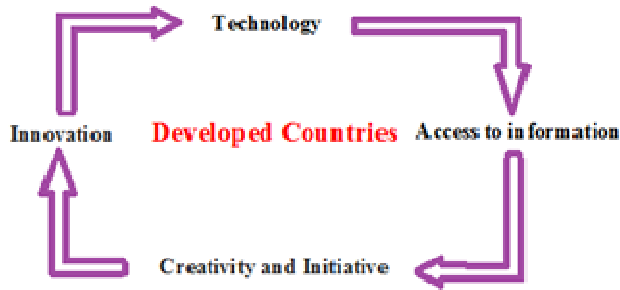 Technology
Innovation
Developed Countries
Access to information
Creativity and Initiative